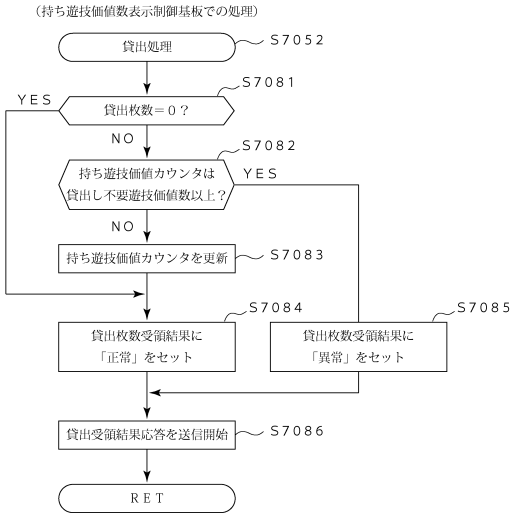 （持ち遊技価値数表示制御基板での処理）
貸出処理
S7052
貸出枚数＝０？
S7081
YES
NO
持ち遊技価値カウンタは
貸出し不要遊技価値数以上？
S7082
YES
NO
持ち遊技価値カウンタを更新
S7083
貸出枚数受領結果に
「正常」をセット
S7084
貸出枚数受領結果に
「異常」をセット
S7085
貸出受領結果応答を送信開始
S7086
RET